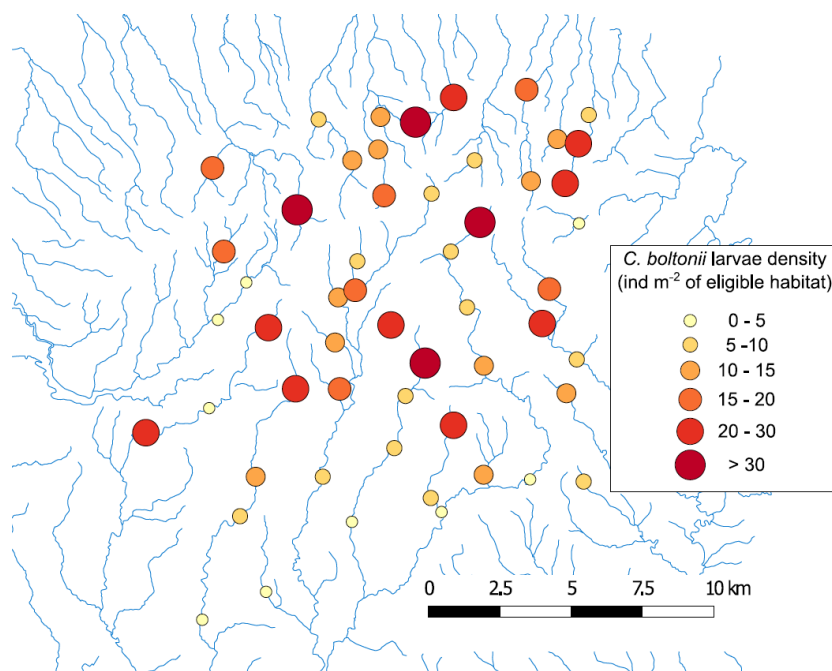 C. boltonii larvae density
(ind m⁻² of eligible habitat)
0 - 5
5 -10
10 - 15
15 - 20
20 - 30
> 30
0 2.5 5 7.5 10 km